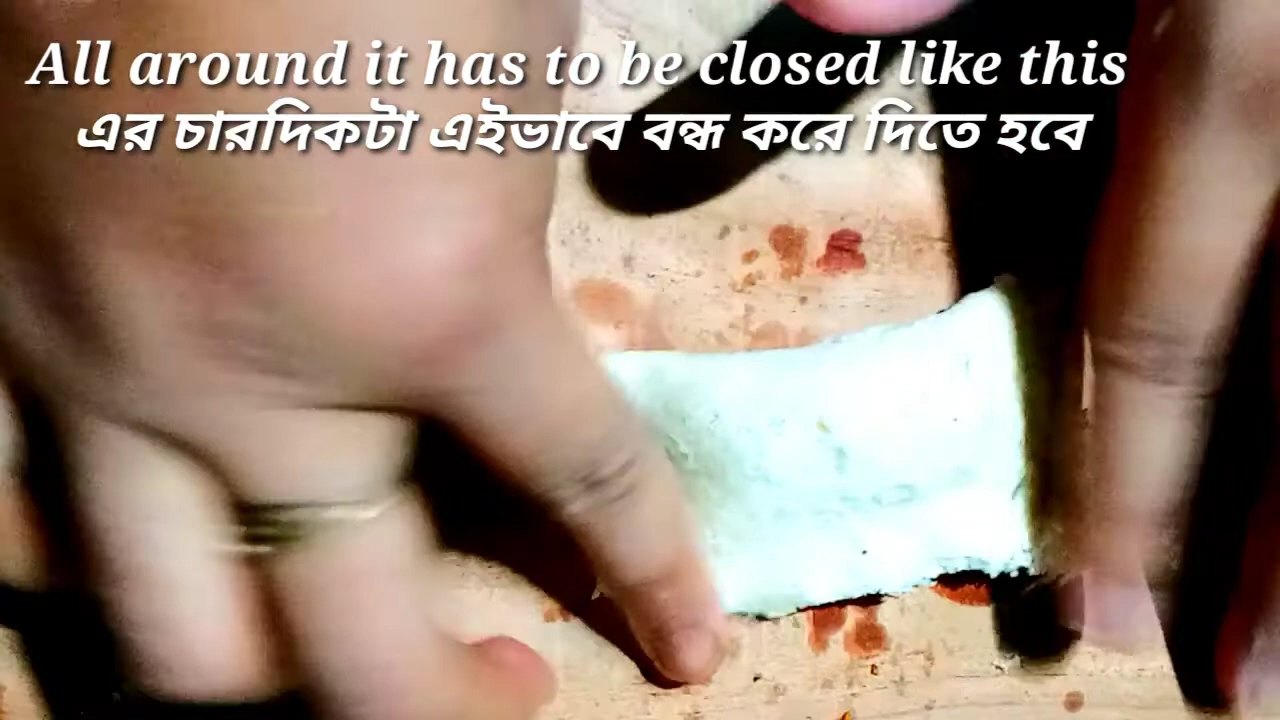 All around it has to be closed like this
এর চারদিকটা এইভাবে বন্ধ করে দিতে হবে